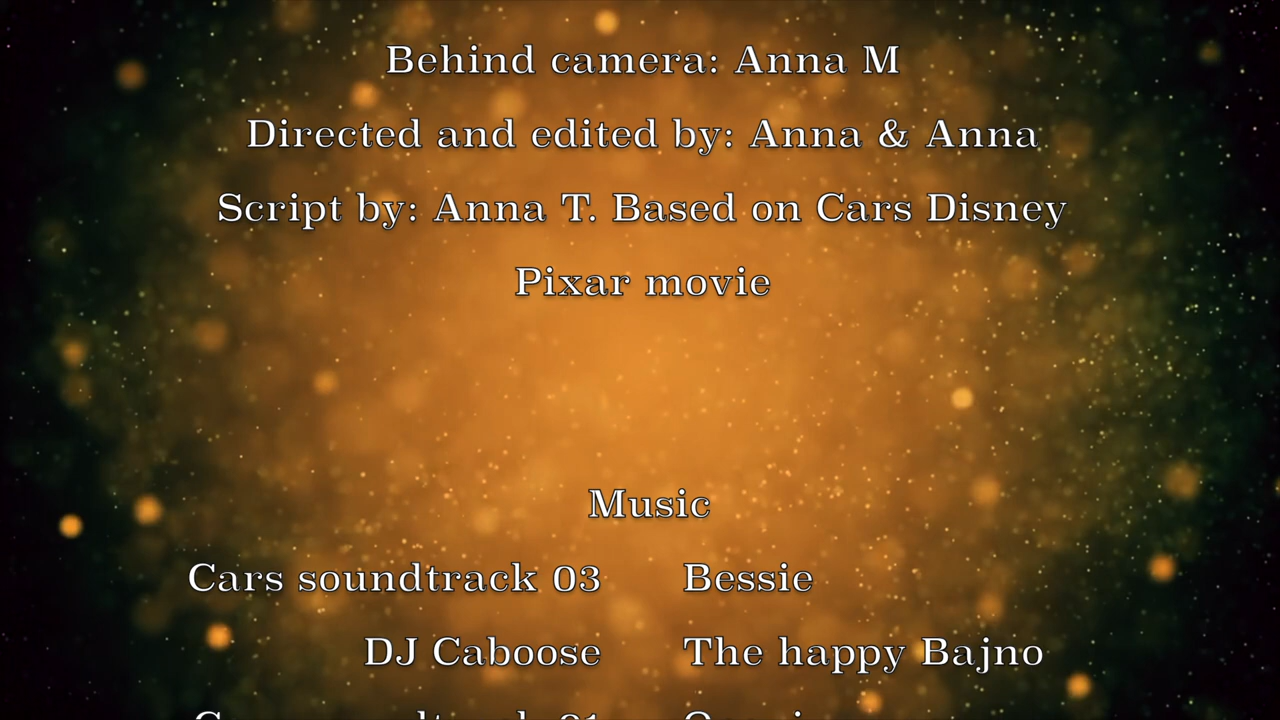 Behind camera: Anna M
Directed and edited by: Anna & Anna
Script by: Anna T. Based on Cars Disney
Pixar movie
Music
Cars soundtrack 03 Bessie
DJ Caboose The happy Bajno